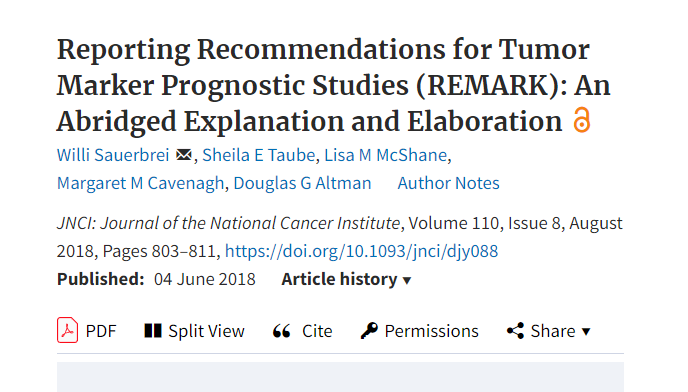 Reporting Recommendations for Tumor
Marker Prognostic Studies (REMARK): An
Abridged Explanation and Elaboration
Willi Sauerbrei , Sheila E Taube, Lisa M McShane,
Margaret M Cavenagh, Douglas G Altman Author Notes
JNCI: Journal of the National Cancer Institute, Volume 110, Issue 8, August
2018, Pages 803–811, https://doi.org/10.1093/jnci/djy088
Published: 04 June 2018 Article history ▼
PDF Split View Cite Permissions Share ▼